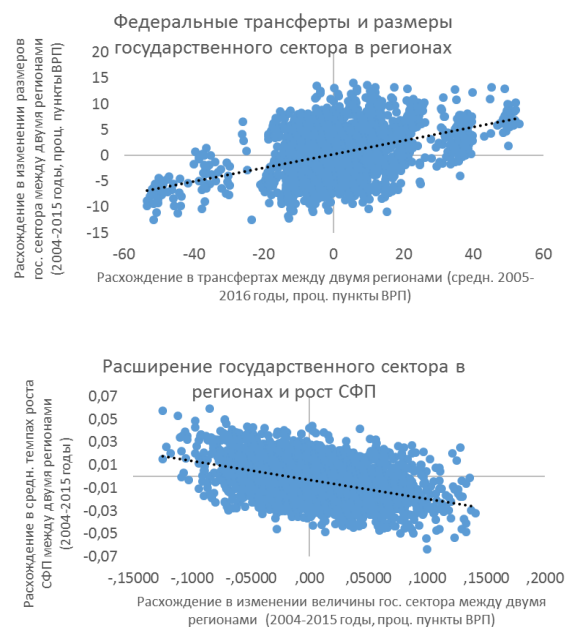 Федеральные трансферты и размеры
государственного сектора в регионах
Расхождение в изменении размеров
гос. сектора между двумя регионами
(2004-2015 годы, проц. пункты ВРП)
20
15
10
5
0
-5
-10
-15
-60
-40
-20
0
20
40
60
Расхождение в трансфертах между двумя регионами (средн. 2005-
2016 годы, проц. пункты ВРП)
Расширение государственного сектора в
регионах и рост СФП
Расхождение в средн. темпах роста
СФП между двумя регионами
(2004-2015 годы)
0,07
0,05
0,03
0,01
-0,01
-0,03
-0,05
-0,07
-,15000
-,1000
-,05000
,000
,05000
,1000
,15000
,2000
Расхождение в изменении величины гос. сектора между двумя
регионами (2004-2015 годы, проц. пункты ВРП)